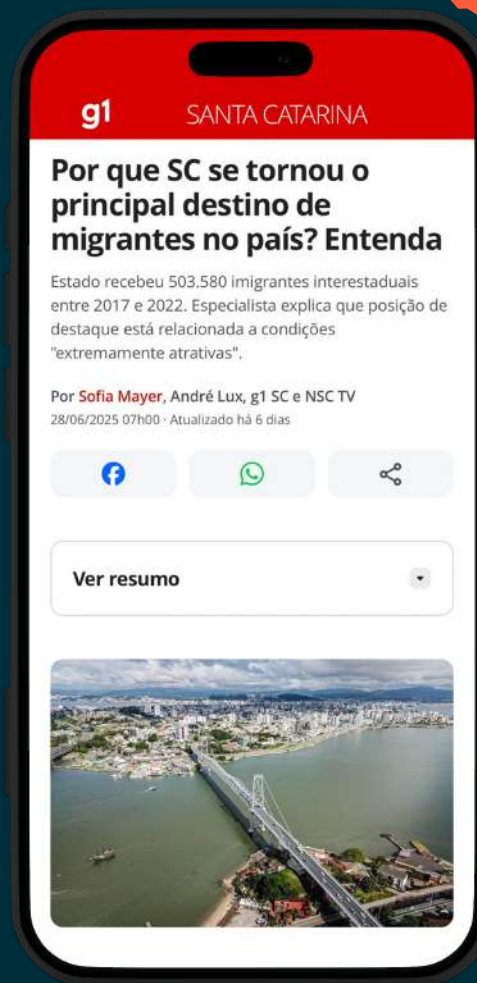 g1 SANTA CATARINA
Por que SC se tornou o
principal destino de
migrantes no país? Entenda
Estado recebeu 503.580 imigrantes interestaduais
entre 2017 e 2022. Especialista explica que posição de
destaque está relacionada a condições
"extremamente atrativas".
Por Sofia Mayer, André Lux, g1 SC e NSC TV
28/06/2025 07h00 · Atualizado há 6 dias
Ver resumo